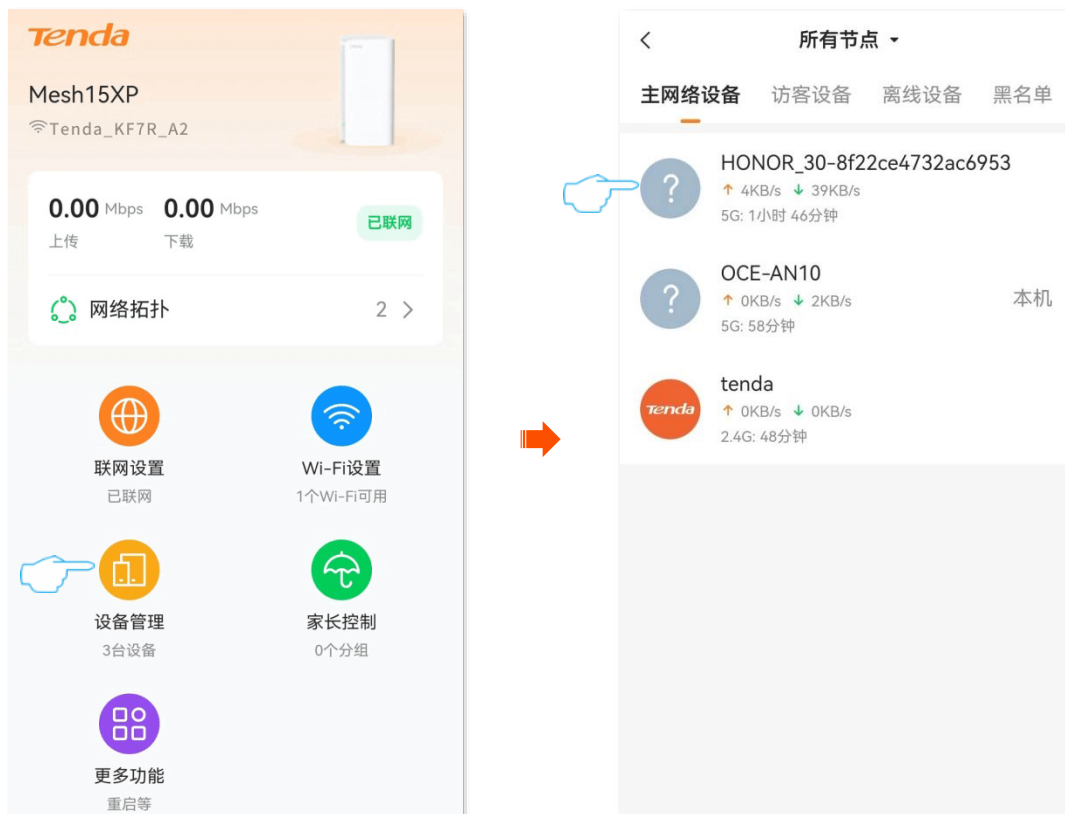 Tenda
Mesh15XP
Tenda_KF7R_A2
0.00 Mbps 0.00 Mbps
上传 下载
已联网
网络拓扑 2
联网设置
已联网
Wi-Fi设置
1个Wi-Fi可用
设备管理
3台设备
家长控制
0个分组
更多功能
重启等
所有节点
主网络设备 访客设备 离线设备 黑名单
HONOR_30-8f22ce4732ac6953
↑ 4KB/s ↓ 39KB/s
5G: 1小时 46分钟
OCE-AN10
↑ 0KB/s ↓ 2KB/s
5G: 58分钟
本机
Tenda
tenda
↑ 0KB/s ↓ 0KB/s
2.4G: 48分钟